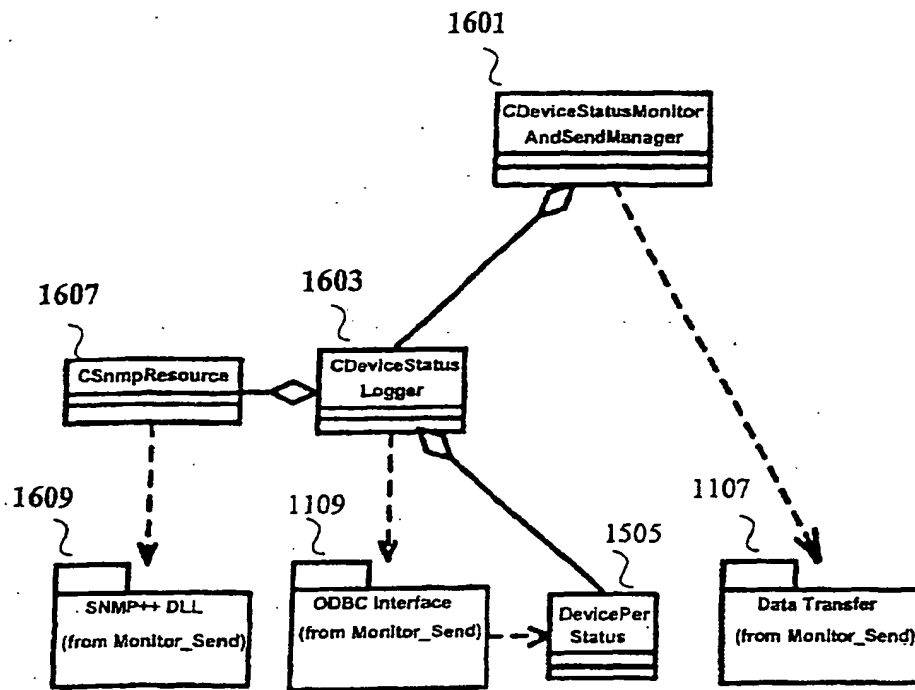 1601
CDeviceStatusMonitor
AndSendManager
1607
1603
CSnmpResource
CDeviceStatus
Logger
1609
1109
1505
1107
SNMP++ DLL
(from Monitor_Send)
ODBC Interface
(from Monitor_Send)
DevicePer
Status
Data Transfer
(from Monitor_Send)